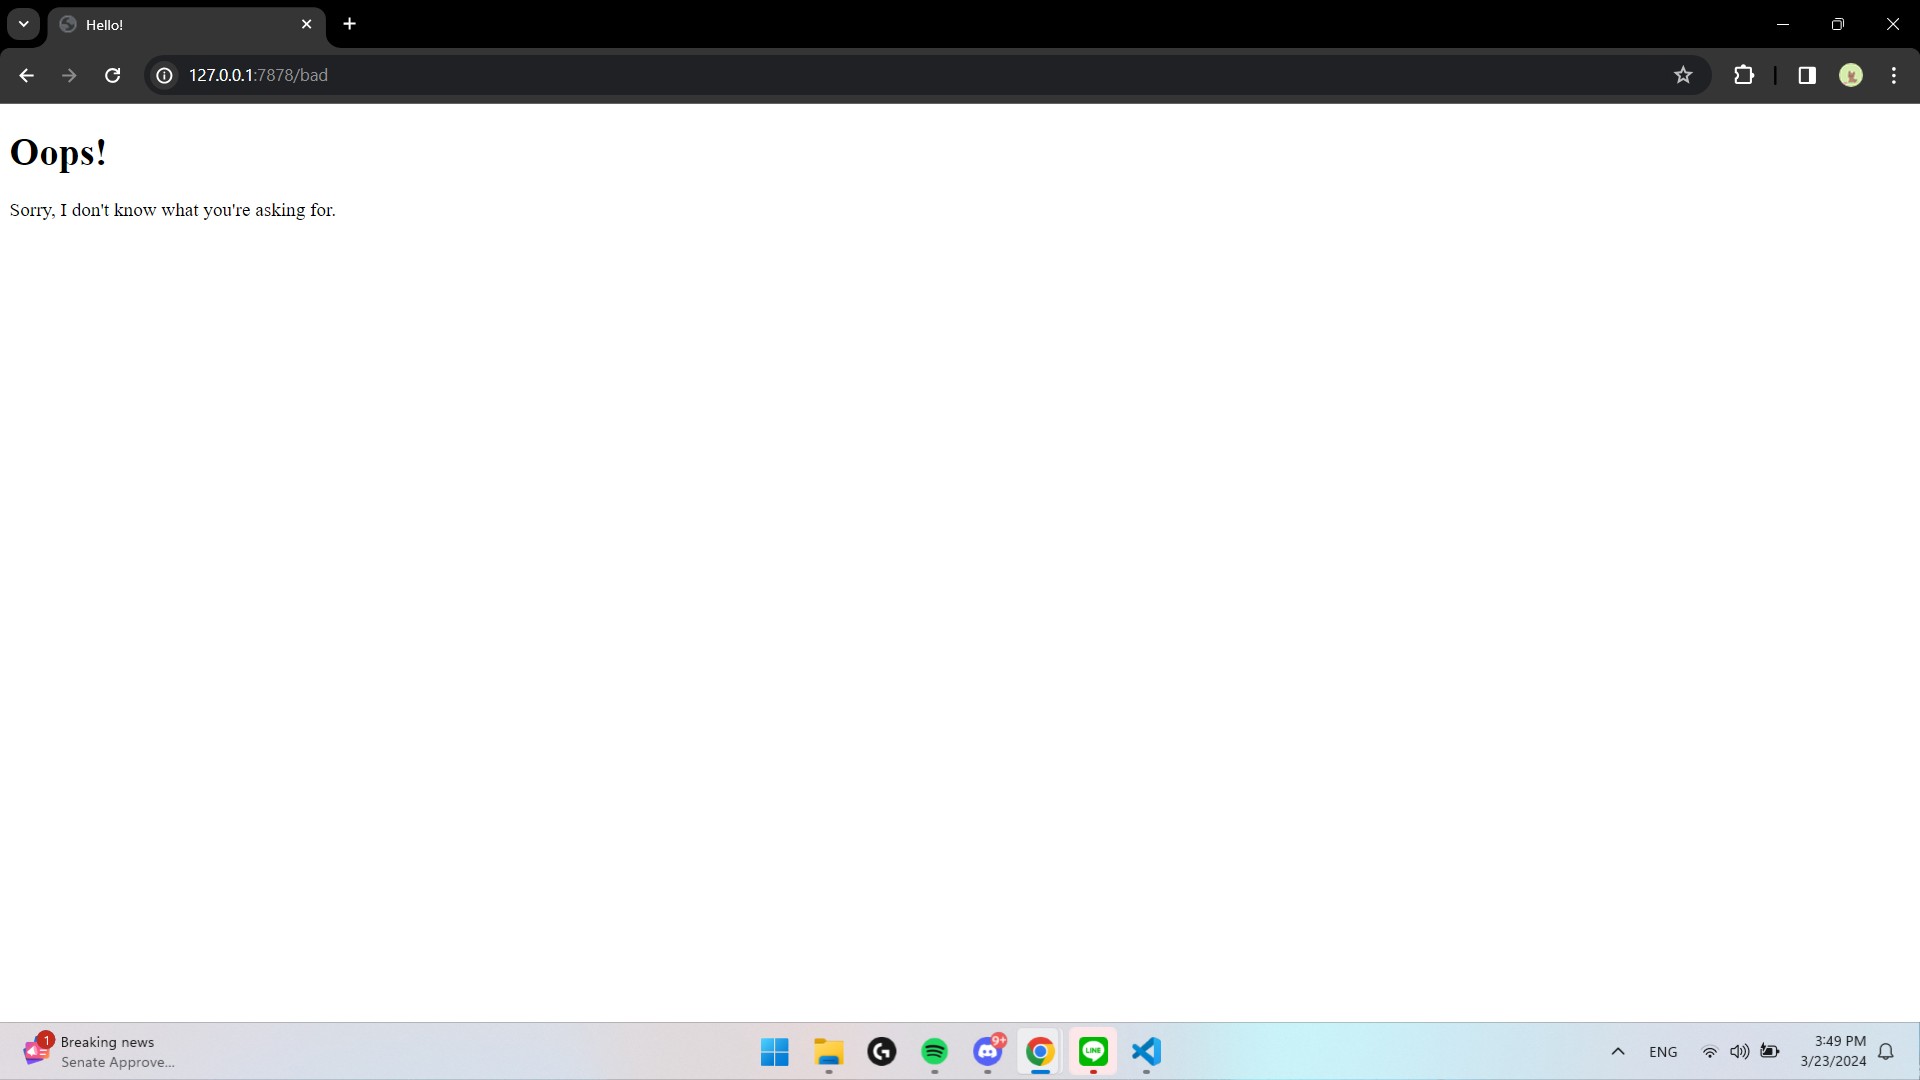 Hello!
127.0.0.1:7878/bad
Oops!
Sorry, I don't know what you're asking for.
1
Breaking news
Senate Approve...
9+
LINE
ENG
3:49 PM
3/23/2024